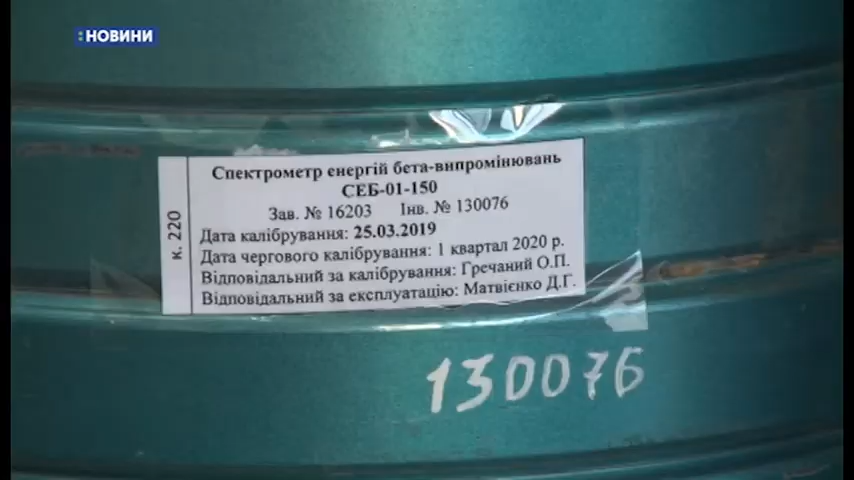 :НОВИНИ
Спектрометр енергій бета-випромінювань
СЕБ-01-150
Зав. № 16203 Інв. № 130076
Дата калібрування: 25.03.2019
Дата чергового калібрування: 1 квартал 2020 р.
Відповідальний за калібрування: Гречаний О.П.
Відповідальний за експлуатацію: Матвієнко Д.Г.
к. 220
130076